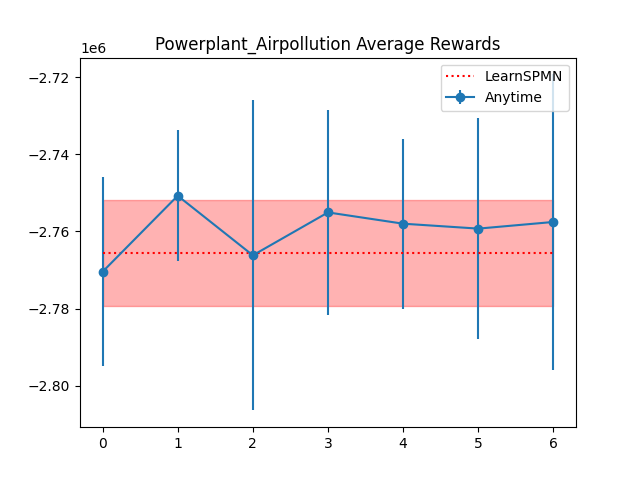 Powerplant_Airpollution Average Rewards
1e6
LearnSPMN
Anytime
−2.72
−2.74
−2.76
−2.78
−2.80
0 1 2 3 4 5 6